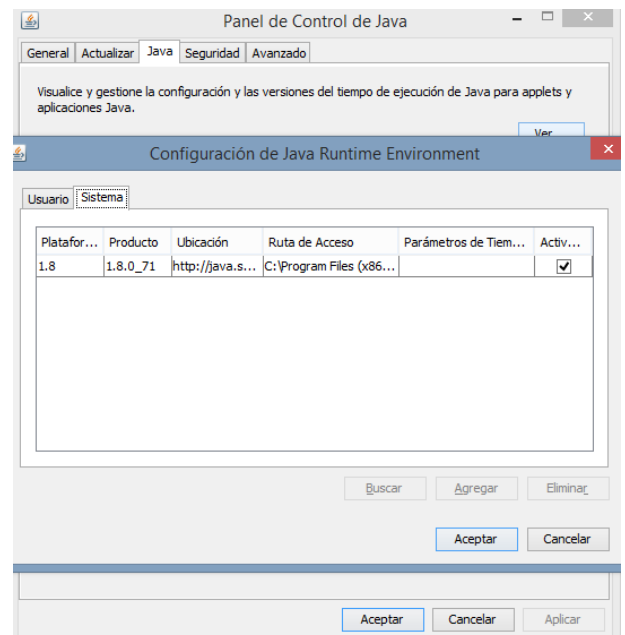 Panel de Control de Java
General Actualizar Java Seguridad Avanzado
Visualice y gestione la configuración y las versiones del tiempo de ejecución de Java para applets y
aplicaciones Java.
Ver...
Configuración de Java Runtime Environment
Usuario Sistema
Platafor... Producto Ubicación Ruta de Acceso Parámetros de Tiem... Activ...
1.8 1.8.0_71 http://java.s... C:\Program Files (x86...
Buscar Agregar Eliminar
Aceptar Cancelar
Aceptar Cancelar Aplicar